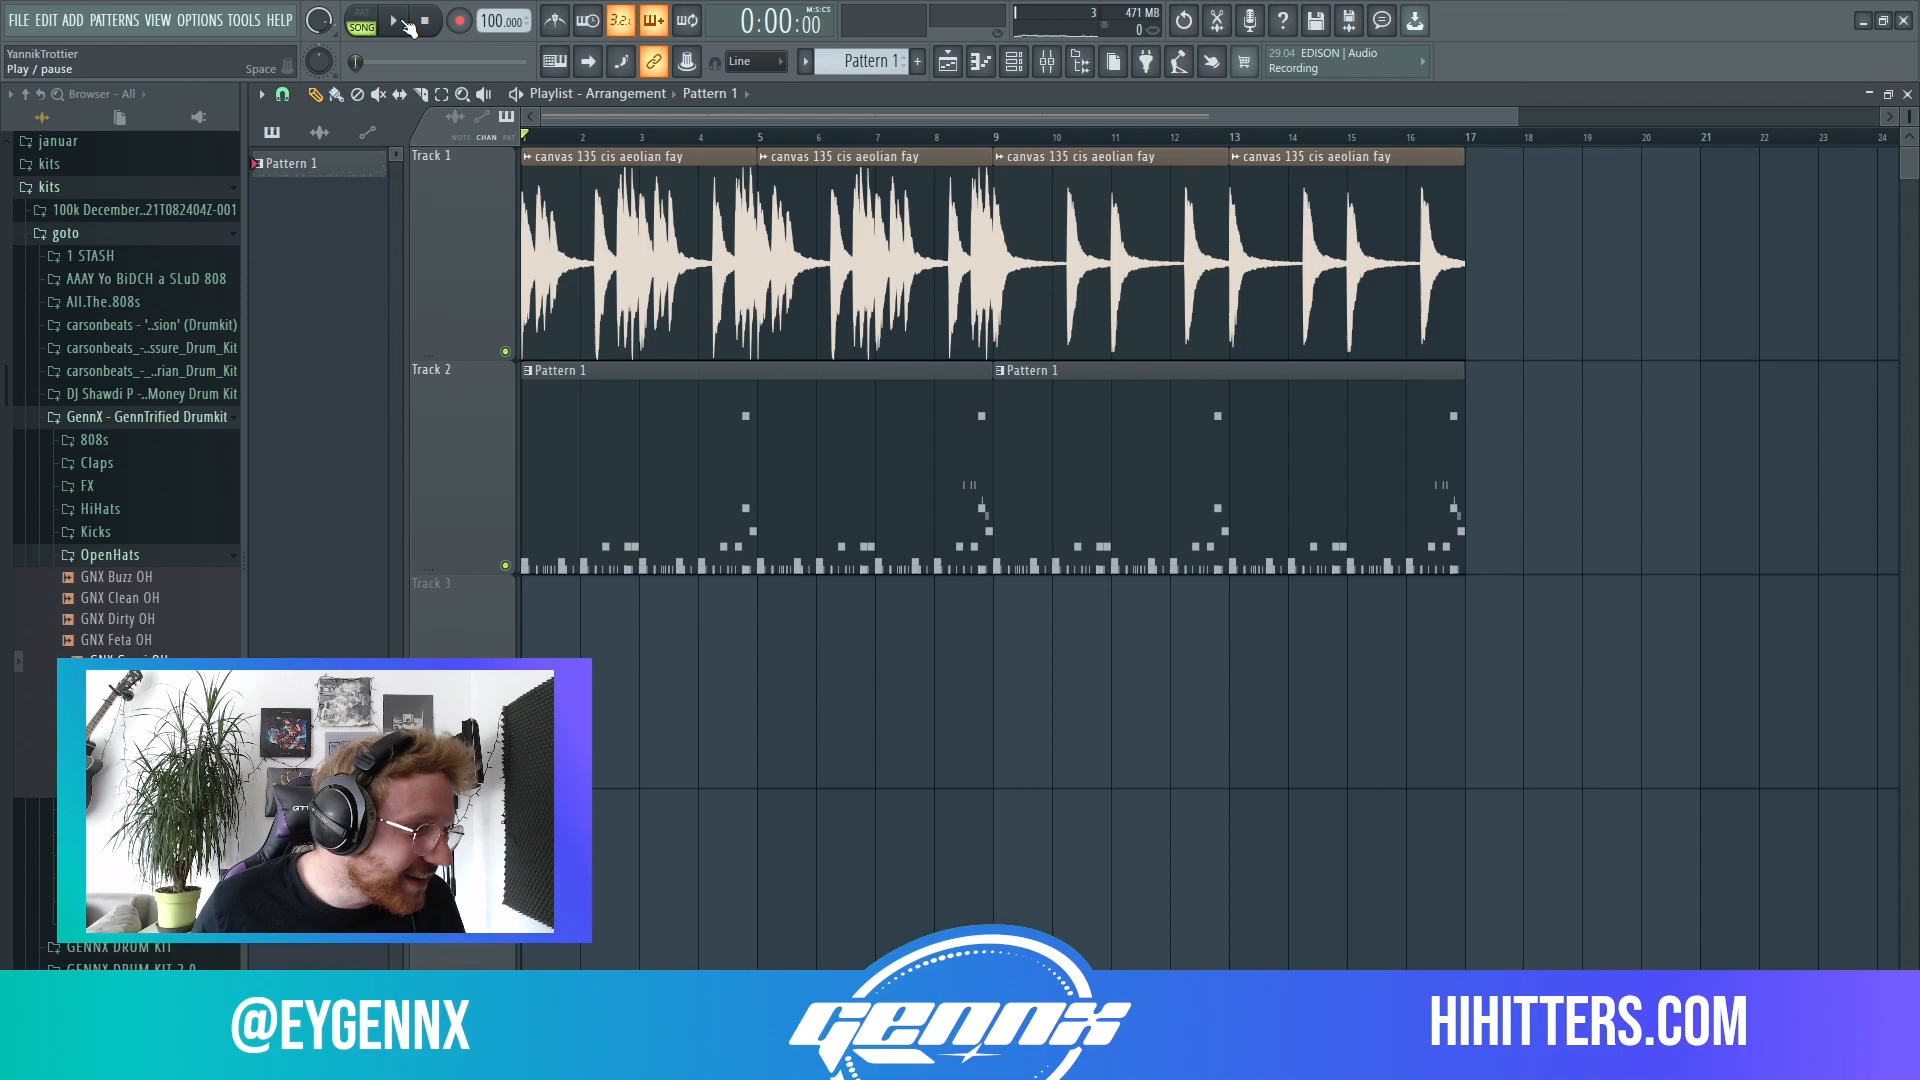 FILE EDIT ADD PATTERNS VIEW OPTIONS TOOLS HELP
PAT
SONG
100.000
3.2:
0:00:00
M:S:CS
3
471 MB
0
YannikTrottier
Play / pause
Space
Line
Pattern 1
29.04 EDISON | Audio
Recording
Browser - All
Playlist - Arrangement
Pattern 1
NOTE CHAN PAT
1 2 3 4 5 6 7 8 9 10 11 12 13 14 15 16 17 18 19 20 21 22 23 24
januar
kits
kits
100k December..21T082404Z-001
goto
1 STASH
AAAY Yo BiDCH a SLuD 808
All.The.808s
carsonbeats - '..sion' (Drumkit)
carsonbeats_-..ssure_Drum_Kit
carsonbeats_-_..rian_Drum_Kit
DJ Shawdi P -..Money Drum Kit
GennX - GennTrified Drumkit
808s
Claps
FX
HiHats
Kicks
OpenHats
GNX Buzz OH
GNX Clean OH
GNX Dirty OH
GNX Feta OH
GENNX DRUM KIT
GENNX DRUM KIT 2.0
Pattern 1
Track 1
canvas 135 cis aeolian fay
canvas 135 cis aeolian fay
canvas 135 cis aeolian fay
canvas 135 cis aeolian fay
Track 2
Pattern 1
Pattern 1
Track 3
@EYGENNX
gennx
HIHITTERS.COM